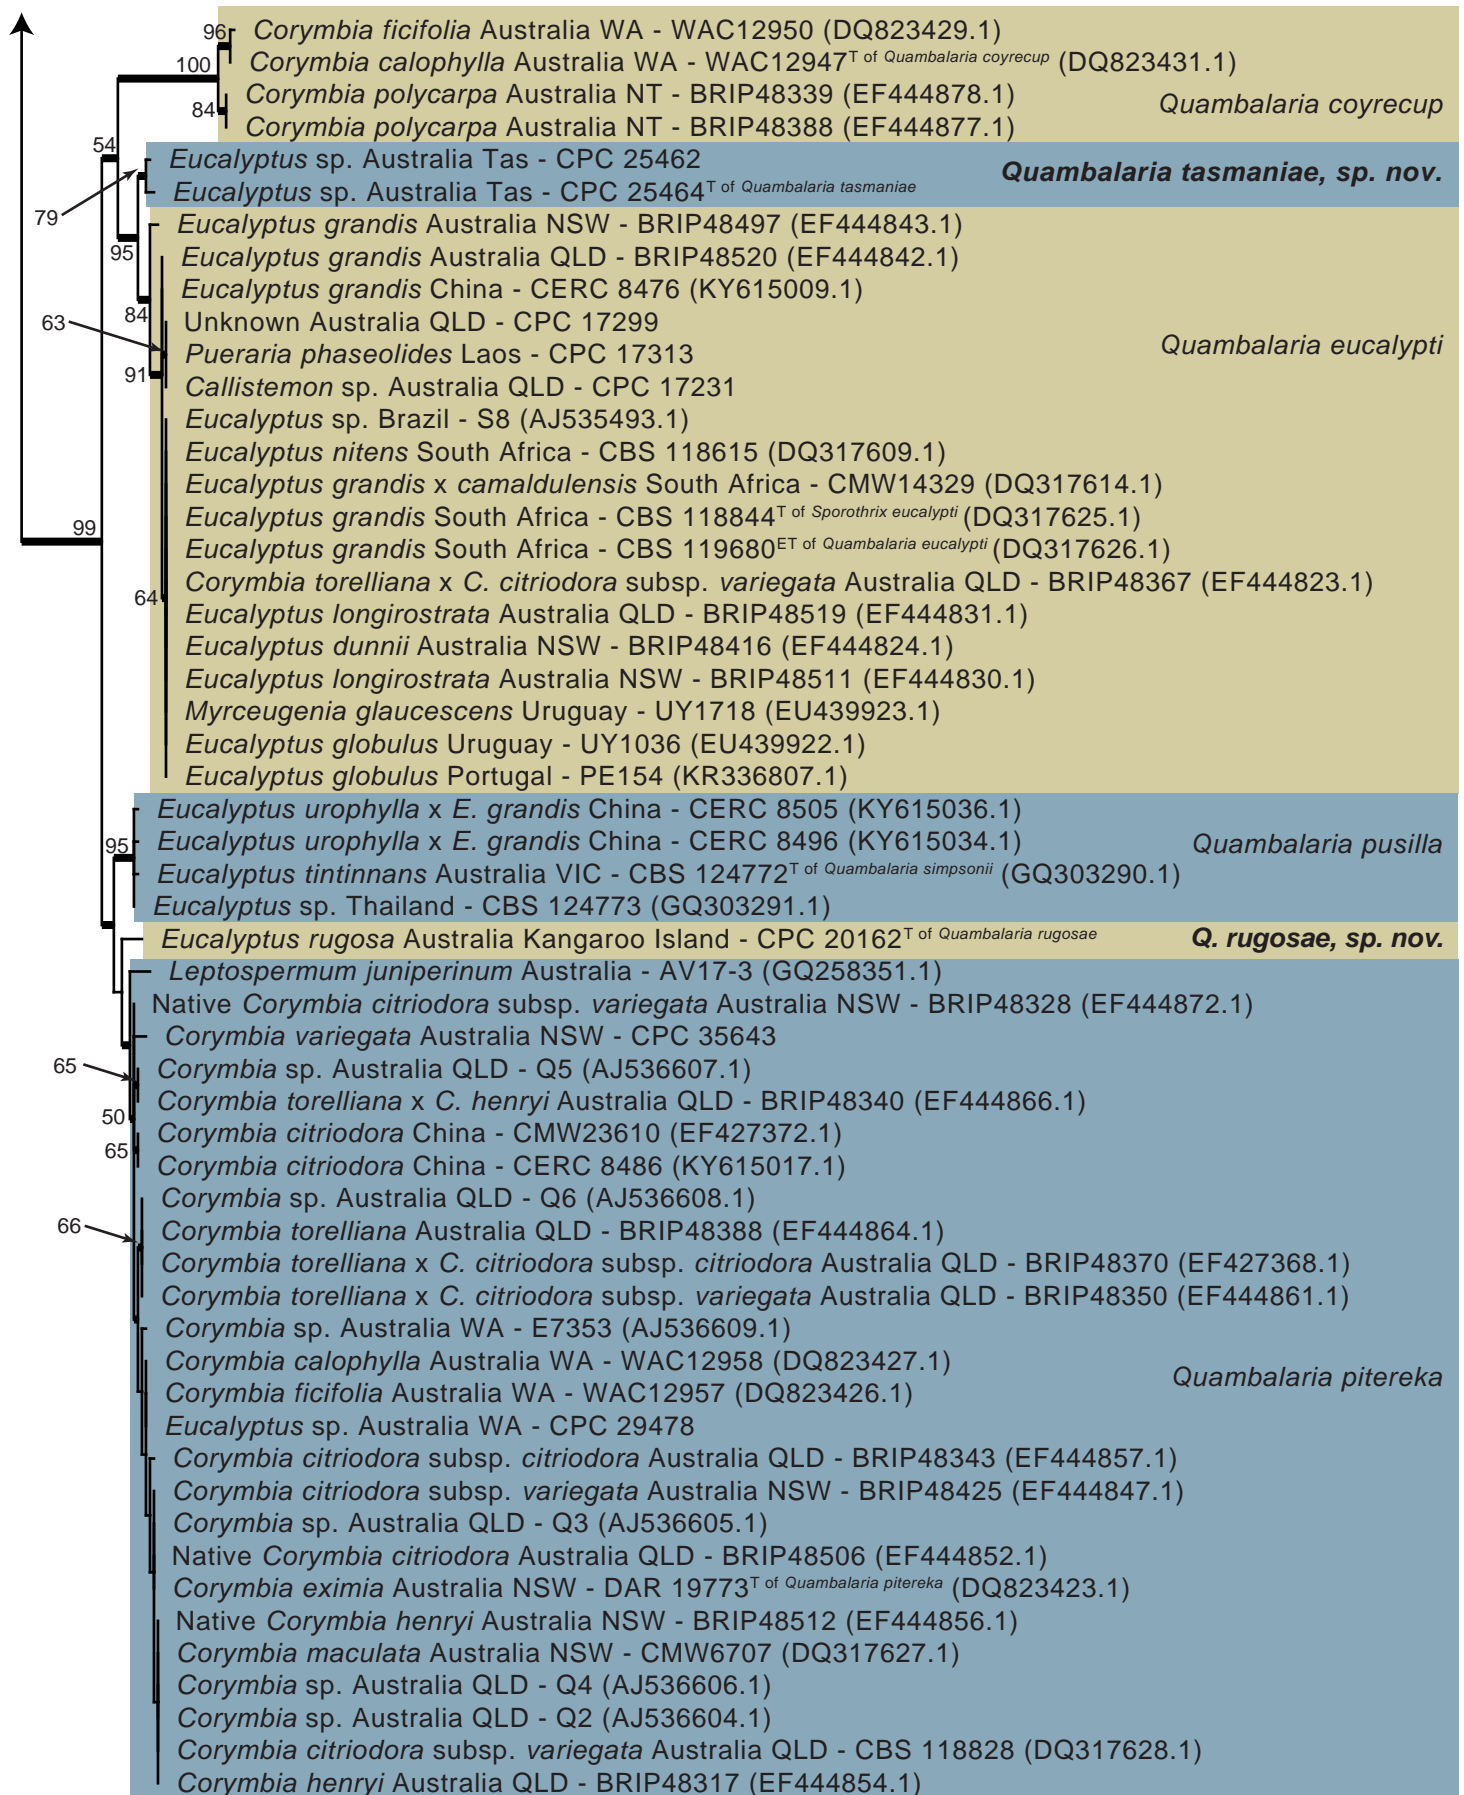 96
Corymbia ficifolia Australia WA - WAC12950 (DQ823429.1)
100
Corymbia calophylla Australia WA - WAC12947T of Quambalaria coyrecup (DQ823431.1)
Corymbia polycarpa Australia NT - BRIP48339 (EF444878.1)
Quambalaria coyrecup
84
Corymbia polycarpa Australia NT - BRIP48388 (EF444877.1)
54
Eucalyptus sp. Australia Tas - CPC 25462
Quambalaria tasmaniae, sp. nov.
Eucalyptus sp. Australia Tas - CPC 25464T of Quambalaria tasmaniae
79
Eucalyptus grandis Australia NSW - BRIP48497 (EF444843.1)
95
Eucalyptus grandis Australia QLD - BRIP48520 (EF444842.1)
Eucalyptus grandis China - CERC 8476 (KY615009.1)
84
63
Unknown Australia QLD - CPC 17299
Pueraria phaseolides Laos - CPC 17313
Quambalaria eucalypti
91
Callistemon sp. Australia QLD - CPC 17231
Eucalyptus sp. Brazil - S8 (AJ535493.1)
Eucalyptus nitens South Africa - CBS 118615 (DQ317609.1)
Eucalyptus grandis x camaldulensis South Africa - CMW14329 (DQ317614.1)
99
Eucalyptus grandis South Africa - CBS 118844T of Sporothrix eucalypti (DQ317625.1)
Eucalyptus grandis South Africa - CBS 119680ET of Quambalaria eucalypti (DQ317626.1)
Corymbia torelliana x C. citriodora subsp. variegata Australia QLD - BRIP48367 (EF444823.1)
64
Eucalyptus longirostrata Australia QLD - BRIP48519 (EF444831.1)
Eucalyptus dunnii Australia NSW - BRIP48416 (EF444824.1)
Eucalyptus longirostrata Australia NSW - BRIP48511 (EF444830.1)
Myrceugenia glaucescens Uruguay - UY1718 (EU439923.1)
Eucalyptus globulus Uruguay - UY1036 (EU439922.1)
Eucalyptus globulus Portugal - PE154 (KR336807.1)
Eucalyptus urophylla x E. grandis China - CERC 8505 (KY615036.1)
95
Eucalyptus urophylla x E. grandis China - CERC 8496 (KY615034.1)
Quambalaria pusilla
Eucalyptus tintinnans Australia VIC - CBS 124772T of Quambalaria simpsonii (GQ303290.1)
Eucalyptus sp. Thailand - CBS 124773 (GQ303291.1)
Eucalyptus rugosa Australia Kangaroo Island - CPC 20162T of Quambalaria rugosae
Q. rugosae, sp. nov.
Leptospermum juniperinum Australia - AV17-3 (GQ258351.1)
Native Corymbia citriodora subsp. variegata Australia NSW - BRIP48328 (EF444872.1)
Corymbia variegata Australia NSW - CPC 35643
65
Corymbia sp. Australia QLD - Q5 (AJ536607.1)
Corymbia torelliana x C. henryi Australia QLD - BRIP48340 (EF444866.1)
50
Corymbia citriodora China - CMW23610 (EF427372.1)
65
Corymbia citriodora China - CERC 8486 (KY615017.1)
Corymbia sp. Australia QLD - Q6 (AJ536608.1)
66
Corymbia torelliana Australia QLD - BRIP48388 (EF444864.1)
Corymbia torelliana x C. citriodora subsp. citriodora Australia QLD - BRIP48370 (EF427368.1)
Corymbia torelliana x C. citriodora subsp. variegata Australia QLD - BRIP48350 (EF444861.1)
Corymbia sp. Australia WA - E7353 (AJ536609.1)
Corymbia calophylla Australia WA - WAC12958 (DQ823427.1)
Quambalaria pitereka
Corymbia ficifolia Australia WA - WAC12957 (DQ823426.1)
Eucalyptus sp. Australia WA - CPC 29478
Corymbia citriodora subsp. citriodora Australia QLD - BRIP48343 (EF444857.1)
Corymbia citriodora subsp. variegata Australia NSW - BRIP48425 (EF444847.1)
Corymbia sp. Australia QLD - Q3 (AJ536605.1)
Native Corymbia citriodora Australia QLD - BRIP48506 (EF444852.1)
Corymbia eximia Australia NSW - DAR 19773T of Quambalaria pitereka (DQ823423.1)
Native Corymbia henryi Australia NSW - BRIP48512 (EF444856.1)
Corymbia maculata Australia NSW - CMW6707 (DQ317627.1)
Corymbia sp. Australia QLD - Q4 (AJ536606.1)
Corymbia sp. Australia QLD - Q2 (AJ536604.1)
Corymbia citriodora subsp. variegata Australia QLD - CBS 118828 (DQ317628.1)
Corymbia henryi Australia QLD - BRIP48317 (EF444854.1)